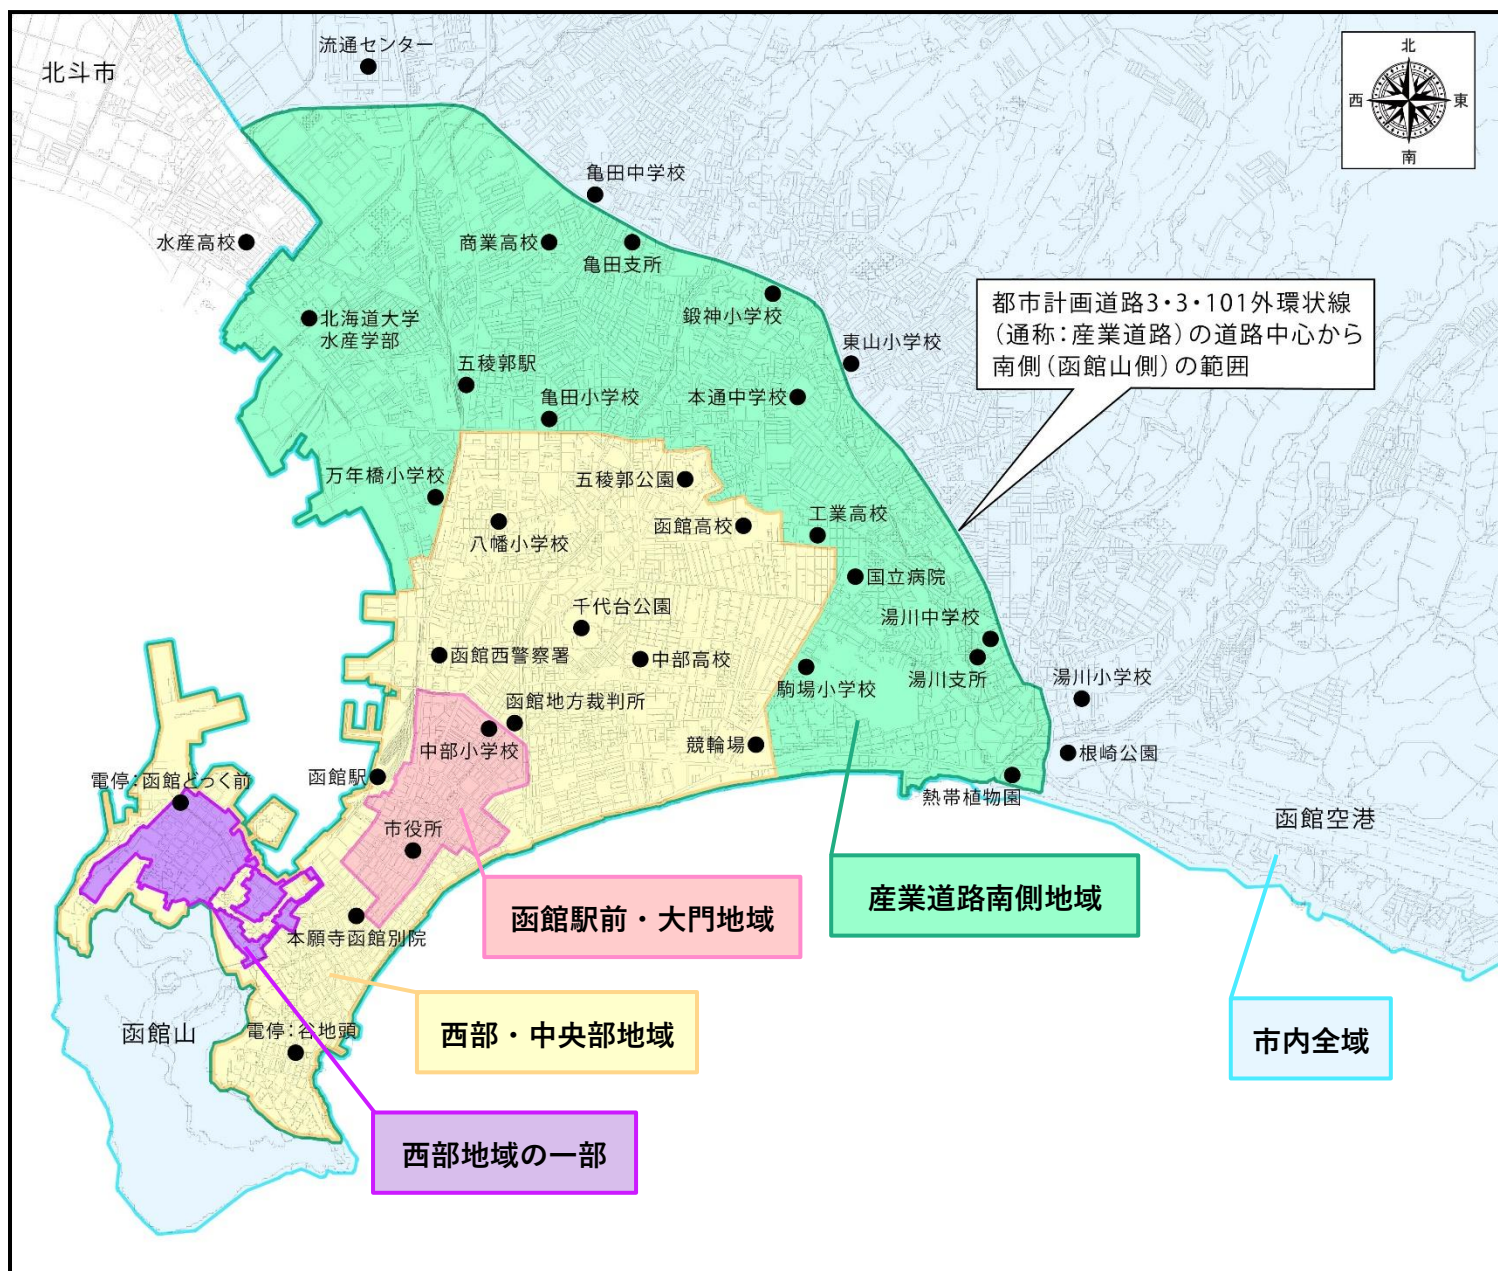 流通センター
北斗市
北
西
東
南
亀田中学校
水産高校
商業高校
亀田支所
鍛神小学校
都市計画道路3・3・101外環状線
(通称:産業道路)の道路中心から
南側(函館山側)の範囲
北海道大学
水産学部
東山小学校
五稜郭駅
亀田小学校
本通中学校
万年橋小学校
五稜郭公園
八幡小学校
函館高校
工業高校
国立病院
千代台公園
湯川中学校
函館西警察署
中部高校
駒場小学校
湯川支所
湯川小学校
函館地方裁判所
中部小学校
競輪場
根崎公園
函館駅
電停:函館どっく前
熱帯植物園
函館空港
市役所
産業道路南側地域
函館駅前・大門地域
本願寺函館別院
西部・中央部地域
函館山
電停:谷地頭
市内全域
西部地域の一部